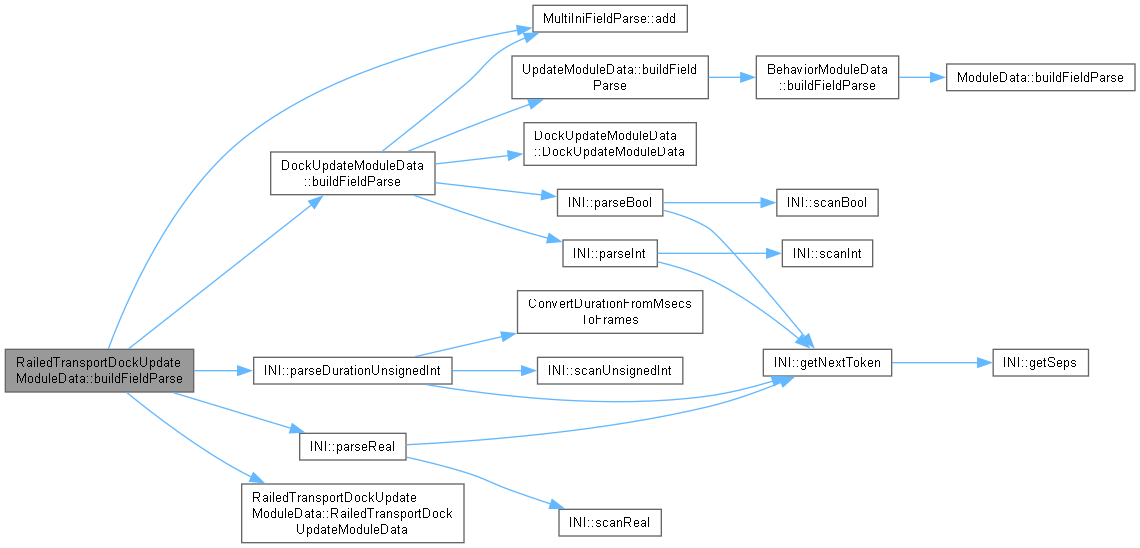 MultiIniFieldParse::add
UpdateModuleData::buildField
Parse
BehaviorModuleData
::buildFieldParse
ModuleData::buildFieldParse
DockUpdateModuleData
::DockUpdateModuleData
DockUpdateModuleData
::buildFieldParse
INI::parseBool
INI::scanBool
INI::parseInt
INI::scanInt
ConvertDurationFromMsecs
ToFrames
RailedTransportDockUpdate
ModuleData::buildFieldParse
INI::parseDurationUnsignedInt
INI::scanUnsignedInt
INI::getNextToken
INI::getSeps
INI::parseReal
RailedTransportDockUpdate
ModuleData::RailedTransportDock
UpdateModuleData
INI::scanReal